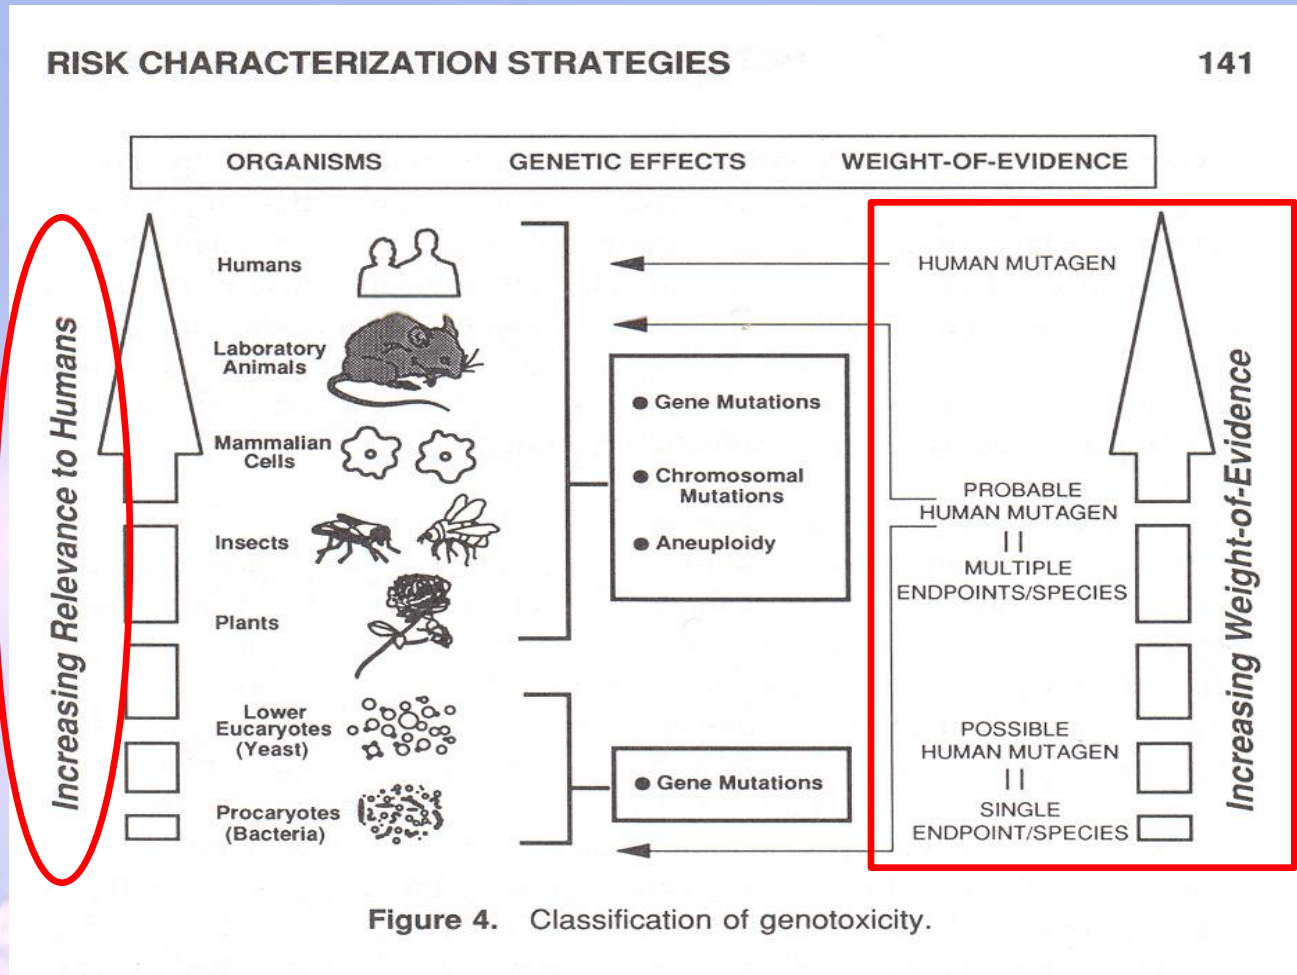 RISK CHARACTERIZATION STRATEGIES 141
ORGANISMS GENETIC EFFECTS WEIGHT-OF-EVIDENCE
Increasing Relevance to Humans
Humans
Laboratory
Animals
Mammalian
Cells
Insects
Plants
Lower
Eucaryotes
(Yeast)
Procaryotes
(Bacteria)
● Gene Mutations
● Chromosomal
Mutations
● Aneuploidy
● Gene Mutations
HUMAN MUTAGEN
PROBABLE
HUMAN MUTAGEN
||
MULTIPLE
ENDPOINTS/SPECIES
POSSIBLE
HUMAN MUTAGEN
||
SINGLE
ENDPOINT/SPECIES
Increasing Weight-of-Evidence
Figure 4. Classification of genotoxicity.